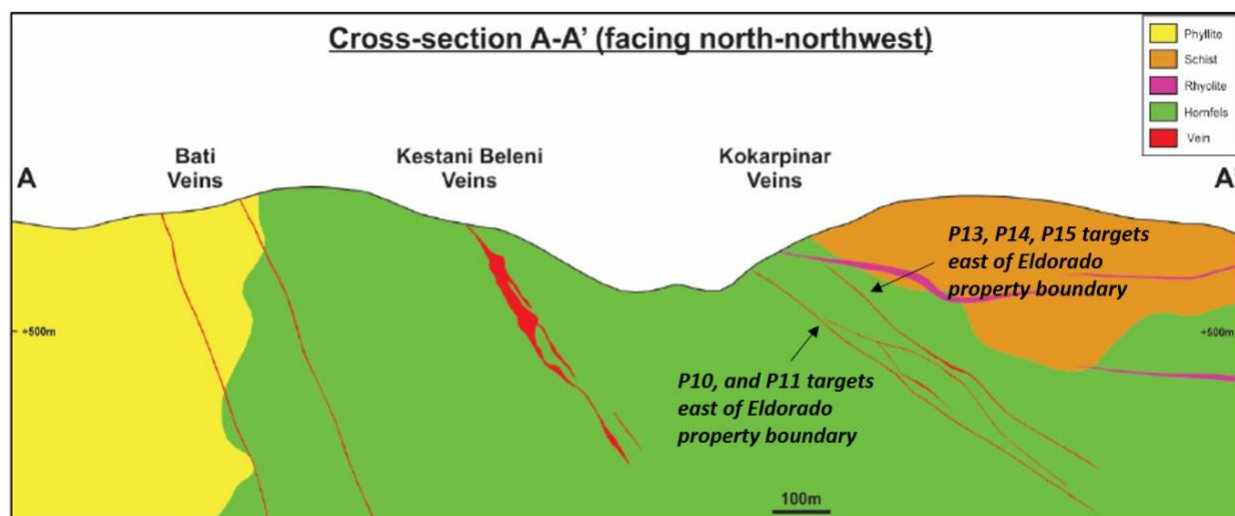 Cross-section A-A' (facing north-northwest)
Phyllite
Schist
Rhyolite
Hornfels
Vein
Bati
Veins
Kestani Beleni
Veins
Kokarpinar
Veins
A
A'
P13, P14, P15 targets
east of Eldorado
property boundary
+500m
+500m
P10, and P11 targets
east of Eldorado
property boundary
100m